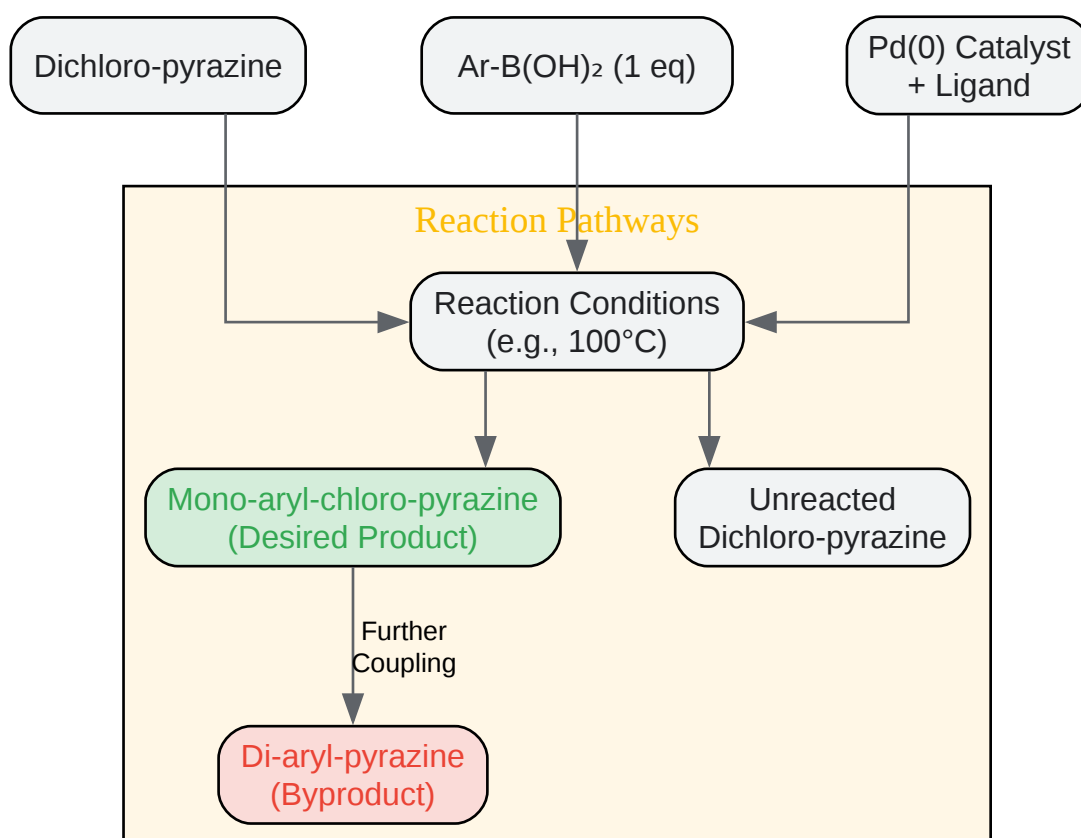 Dichloro-pyrazine
Ar-B(OH)₂ (1 eq)
Pd(0) Catalyst
+ Ligand
Reaction Pathways
Reaction Conditions
(e.g., 100°C)
Mono-aryl-chloro-pyrazine
(Desired Product)
Unreacted
Dichloro-pyrazine
Further
Coupling
Di-aryl-pyrazine
(Byproduct)